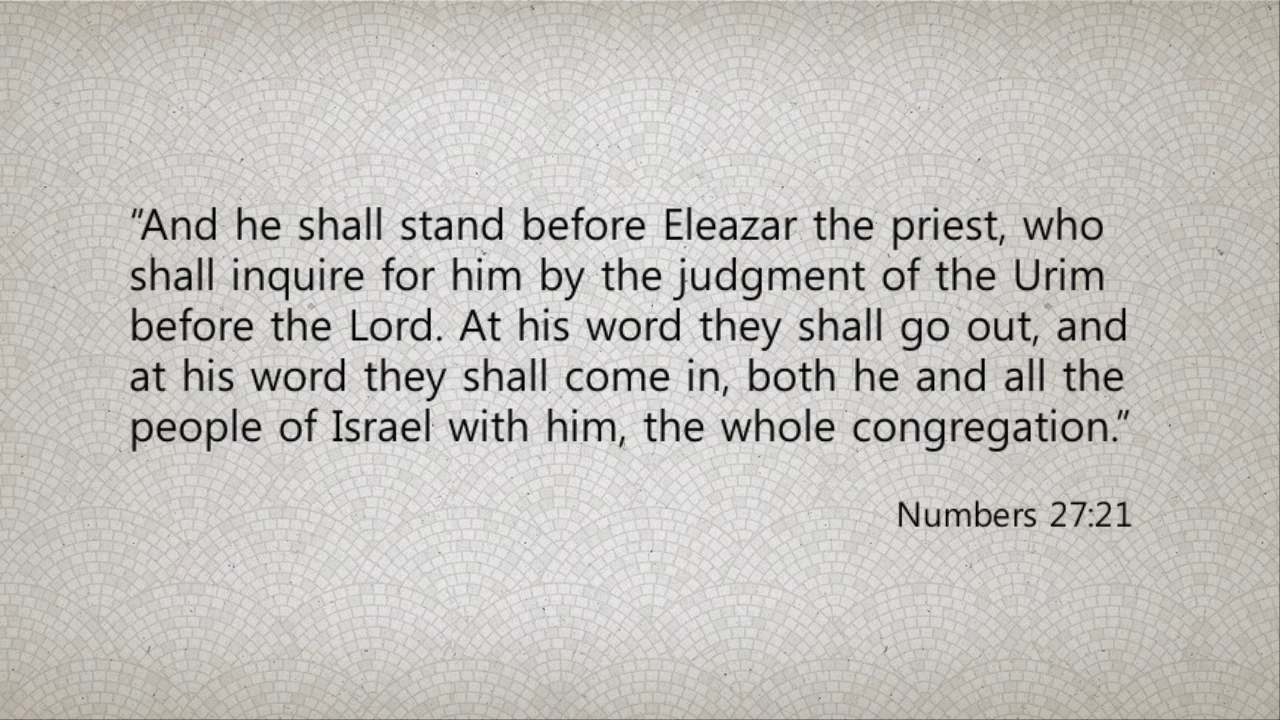 "And he shall stand before Eleazar the priest, who
shall inquire for him by the judgment of the Urim
before the Lord. At his word they shall go out, and
at his word they shall come in, both he and all the
people of Israel with him, the whole congregation."
Numbers 27:21